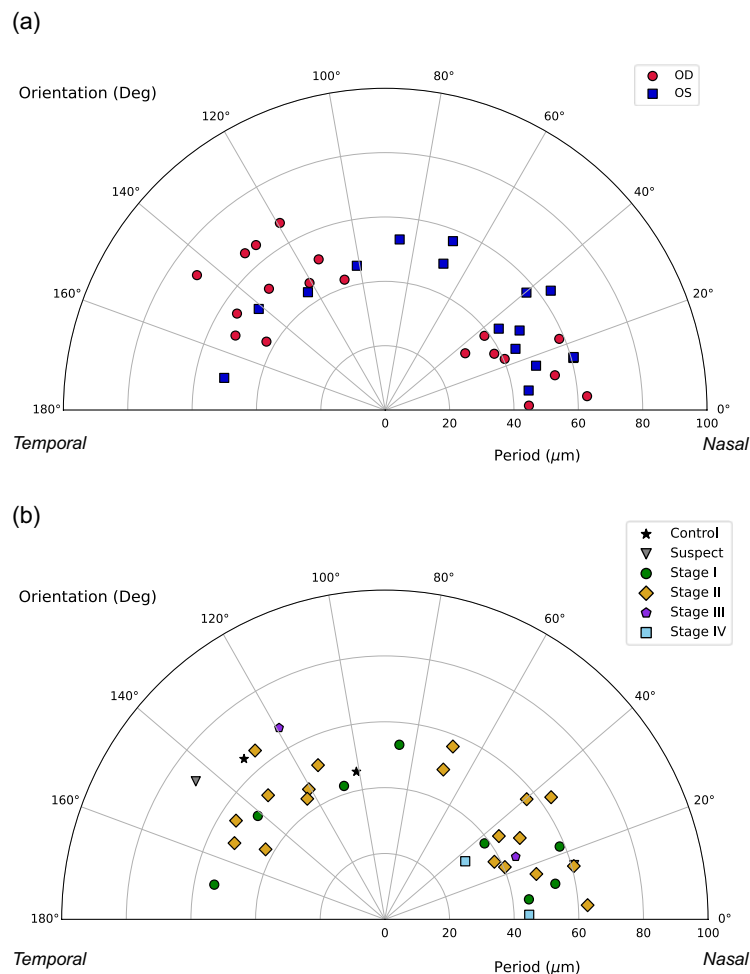 (a)
Orientation (Deg)
OD
OS
100°
80°
120°
60°
140°
40°
160°
20°
180°
0°
0
20
40
60
80
100
Temporal
Period (μm)
Nasal
(b)
Orientation (Deg)
Control
Suspect
Stage I
Stage II
Stage III
Stage IV
100°
80°
120°
60°
140°
40°
160°
20°
180°
0°
0
20
40
60
80
100
Temporal
Period (μm)
Nasal